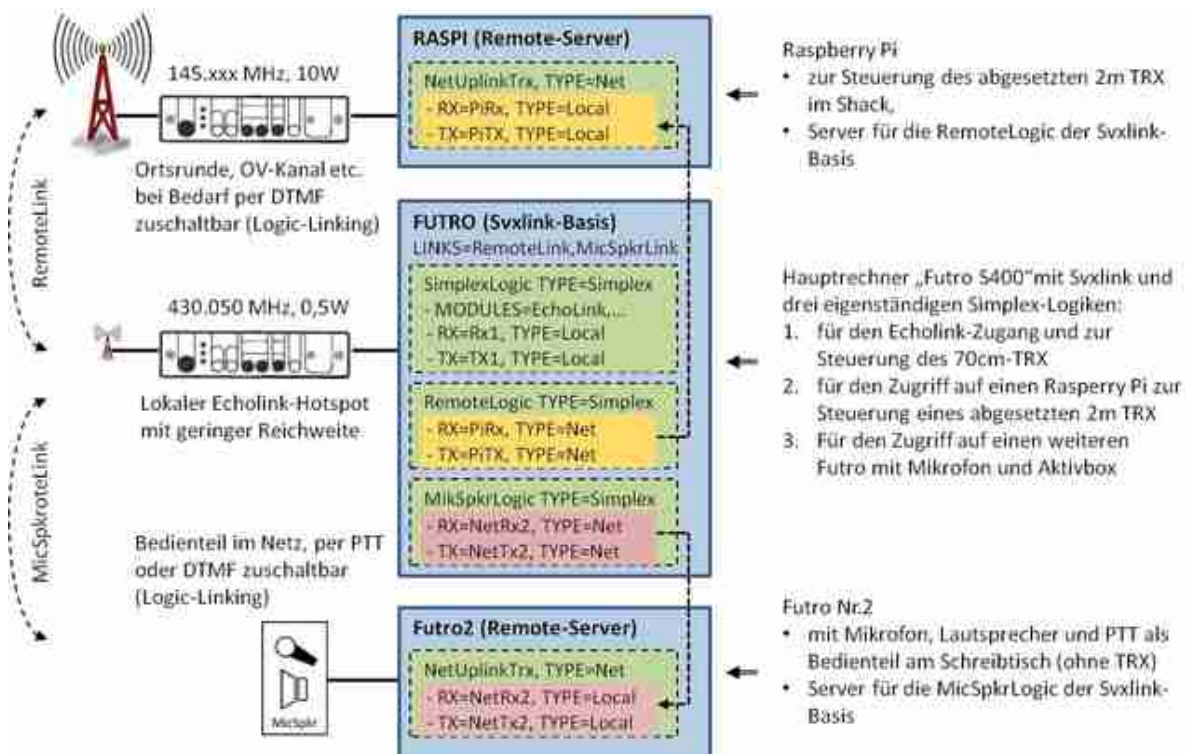 145.xxx MHz, 10W
Ortsrunde, OV-Kanal etc.
bei Bedarf per DTMF
zuschaltbar (Logic-Linking)
RemoteLink
430.050 MHz, 0,5W
Lokaler Echolink-Hotspot
mit geringer Reichweite
MicSpkroteLink
Bedienteil im Netz, per PTT
oder DTMF zuschaltbar
(Logic-Linking)
MicSpkr
RASPI (Remote-Server)
NetUplinkTrx, TYPE=Net
- RX=PiRx, TYPE=Local
- TX=PiTX, TYPE=Local
FUTRO (Svxlink-Basis)
LINKS=RemoteLink,MicSpkrLink
SimplexLogic TYPE=Simplex
- MODULES=EchoLink,...
- RX=Rx1, TYPE=Local
- TX=TX1, TYPE=Local
RemoteLogic TYPE=Simplex
- RX=PiRx, TYPE=Net
- TX=PiTX, TYPE=Net
MikSpkrLogic TYPE=Simplex
- RX=NetRx2, TYPE=Net
- TX=NetTx2, TYPE=Net
Futro2 (Remote-Server)
NetUplinkTrx, TYPE=Net
- RX=NetRx2, TYPE=Local
- TX=NetTx2, TYPE=Local
Raspberry Pi
• zur Steuerung des abgesetzten 2m TRX
im Shack,
• Server für die RemoteLogic der Svxlink-
Basis
Hauptrechner „Futro S400"mit Svxlink und
drei eigenständigen Simplex-Logiken:
1. für den Echolink-Zugang und zur
Steuerung des 70cm-TRX
2. für den Zugriff auf einen Rasperry Pi zur
Steuerung eines abgesetzten 2m TRX
3. Für den Zugriff auf einen weiteren
Futro mit Mikrofon und Aktivbox
Futro Nr.2
• mit Mikrofon, Lautsprecher und PTT als
Bedienteil am Schreibtisch (ohne TRX)
• Server für die MicSpkrLogic der Svxlink-
Basis